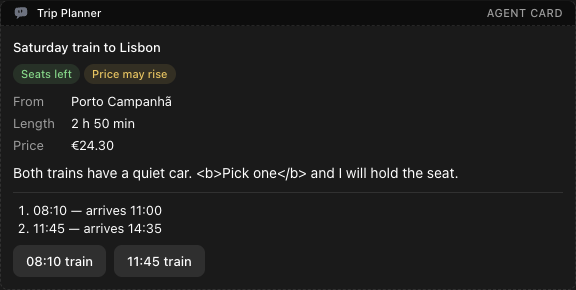 Trip Planner AGENT CARD
Saturday train to Lisbon
Seats left Price may rise
From Porto Campanhã
Length 2 h 50 min
Price €24.30
Both trains have a quiet car. <b>Pick one</b> and I will hold the seat.
1. 08:10 — arrives 11:00
2. 11:45 — arrives 14:35
08:10 train 11:45 train